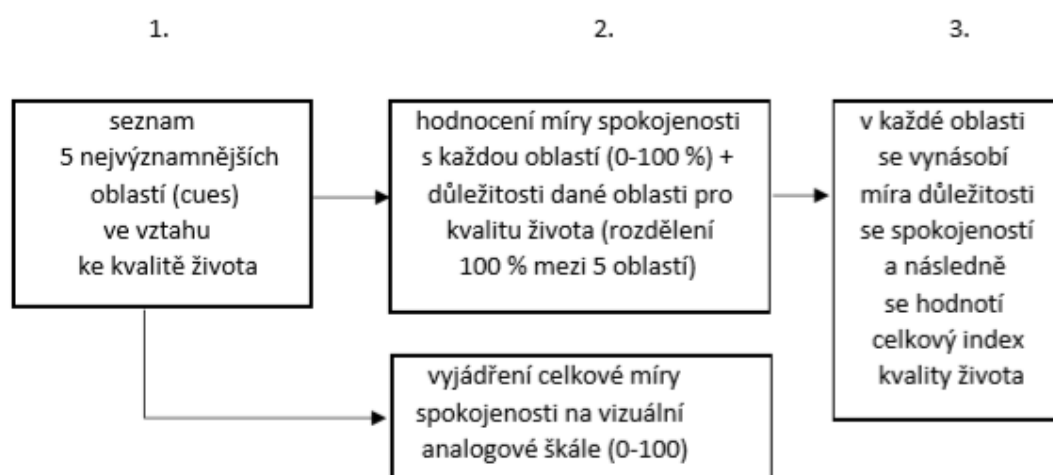 1.
2.
3.
seznam
5 nejvýznamnějších
oblastí (cues)
ve vztahu
ke kvalitě života
hodnocení míry spokojenosti
s každou oblastí (0-100 %) +
důležitosti dané oblasti pro
kvalitu života (rozdělení
100 % mezi 5 oblastí)
v každé oblasti
se vynásobí
míra důležitosti
se spokojeností
a následně
se hodnotí
celkový index
kvality života
vyjádření celkové míry
spokojenosti na vizuální
analogové škále (0-100)